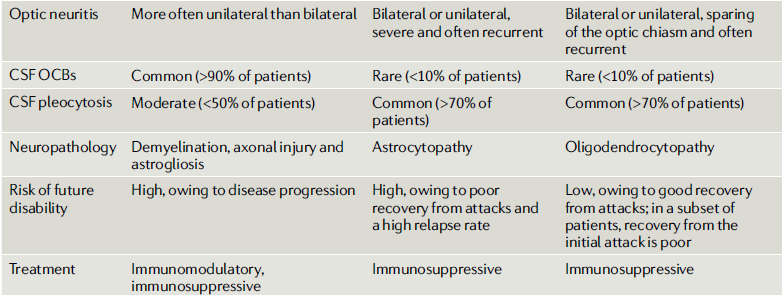 Optic neuritis More often unilateral than bilateral Bilateral or unilateral, severe and often recurrent Bilateral or unilateral, sparing of the optic chiasm and often recurrent
CSF OCBs Common (>90% of patients) Rare (<10% of patients) Rare (<10% of patients)
CSF pleocytosis Moderate (<50% of patients) Common (>70% of patients) Common (>70% of patients)
Neuropathology Demyelination, axonal injury and astrogliosis Astrocytopathy Oligodendrocytopathy
Risk of future disability High, owing to disease progression High, owing to poor recovery from attacks and a high relapse rate Low, owing to good recovery from attacks; in a subset of patients, recovery from the initial attack is poor
Treatment Immunomodulatory, immunosuppressive Immunosuppressive Immunosuppressive